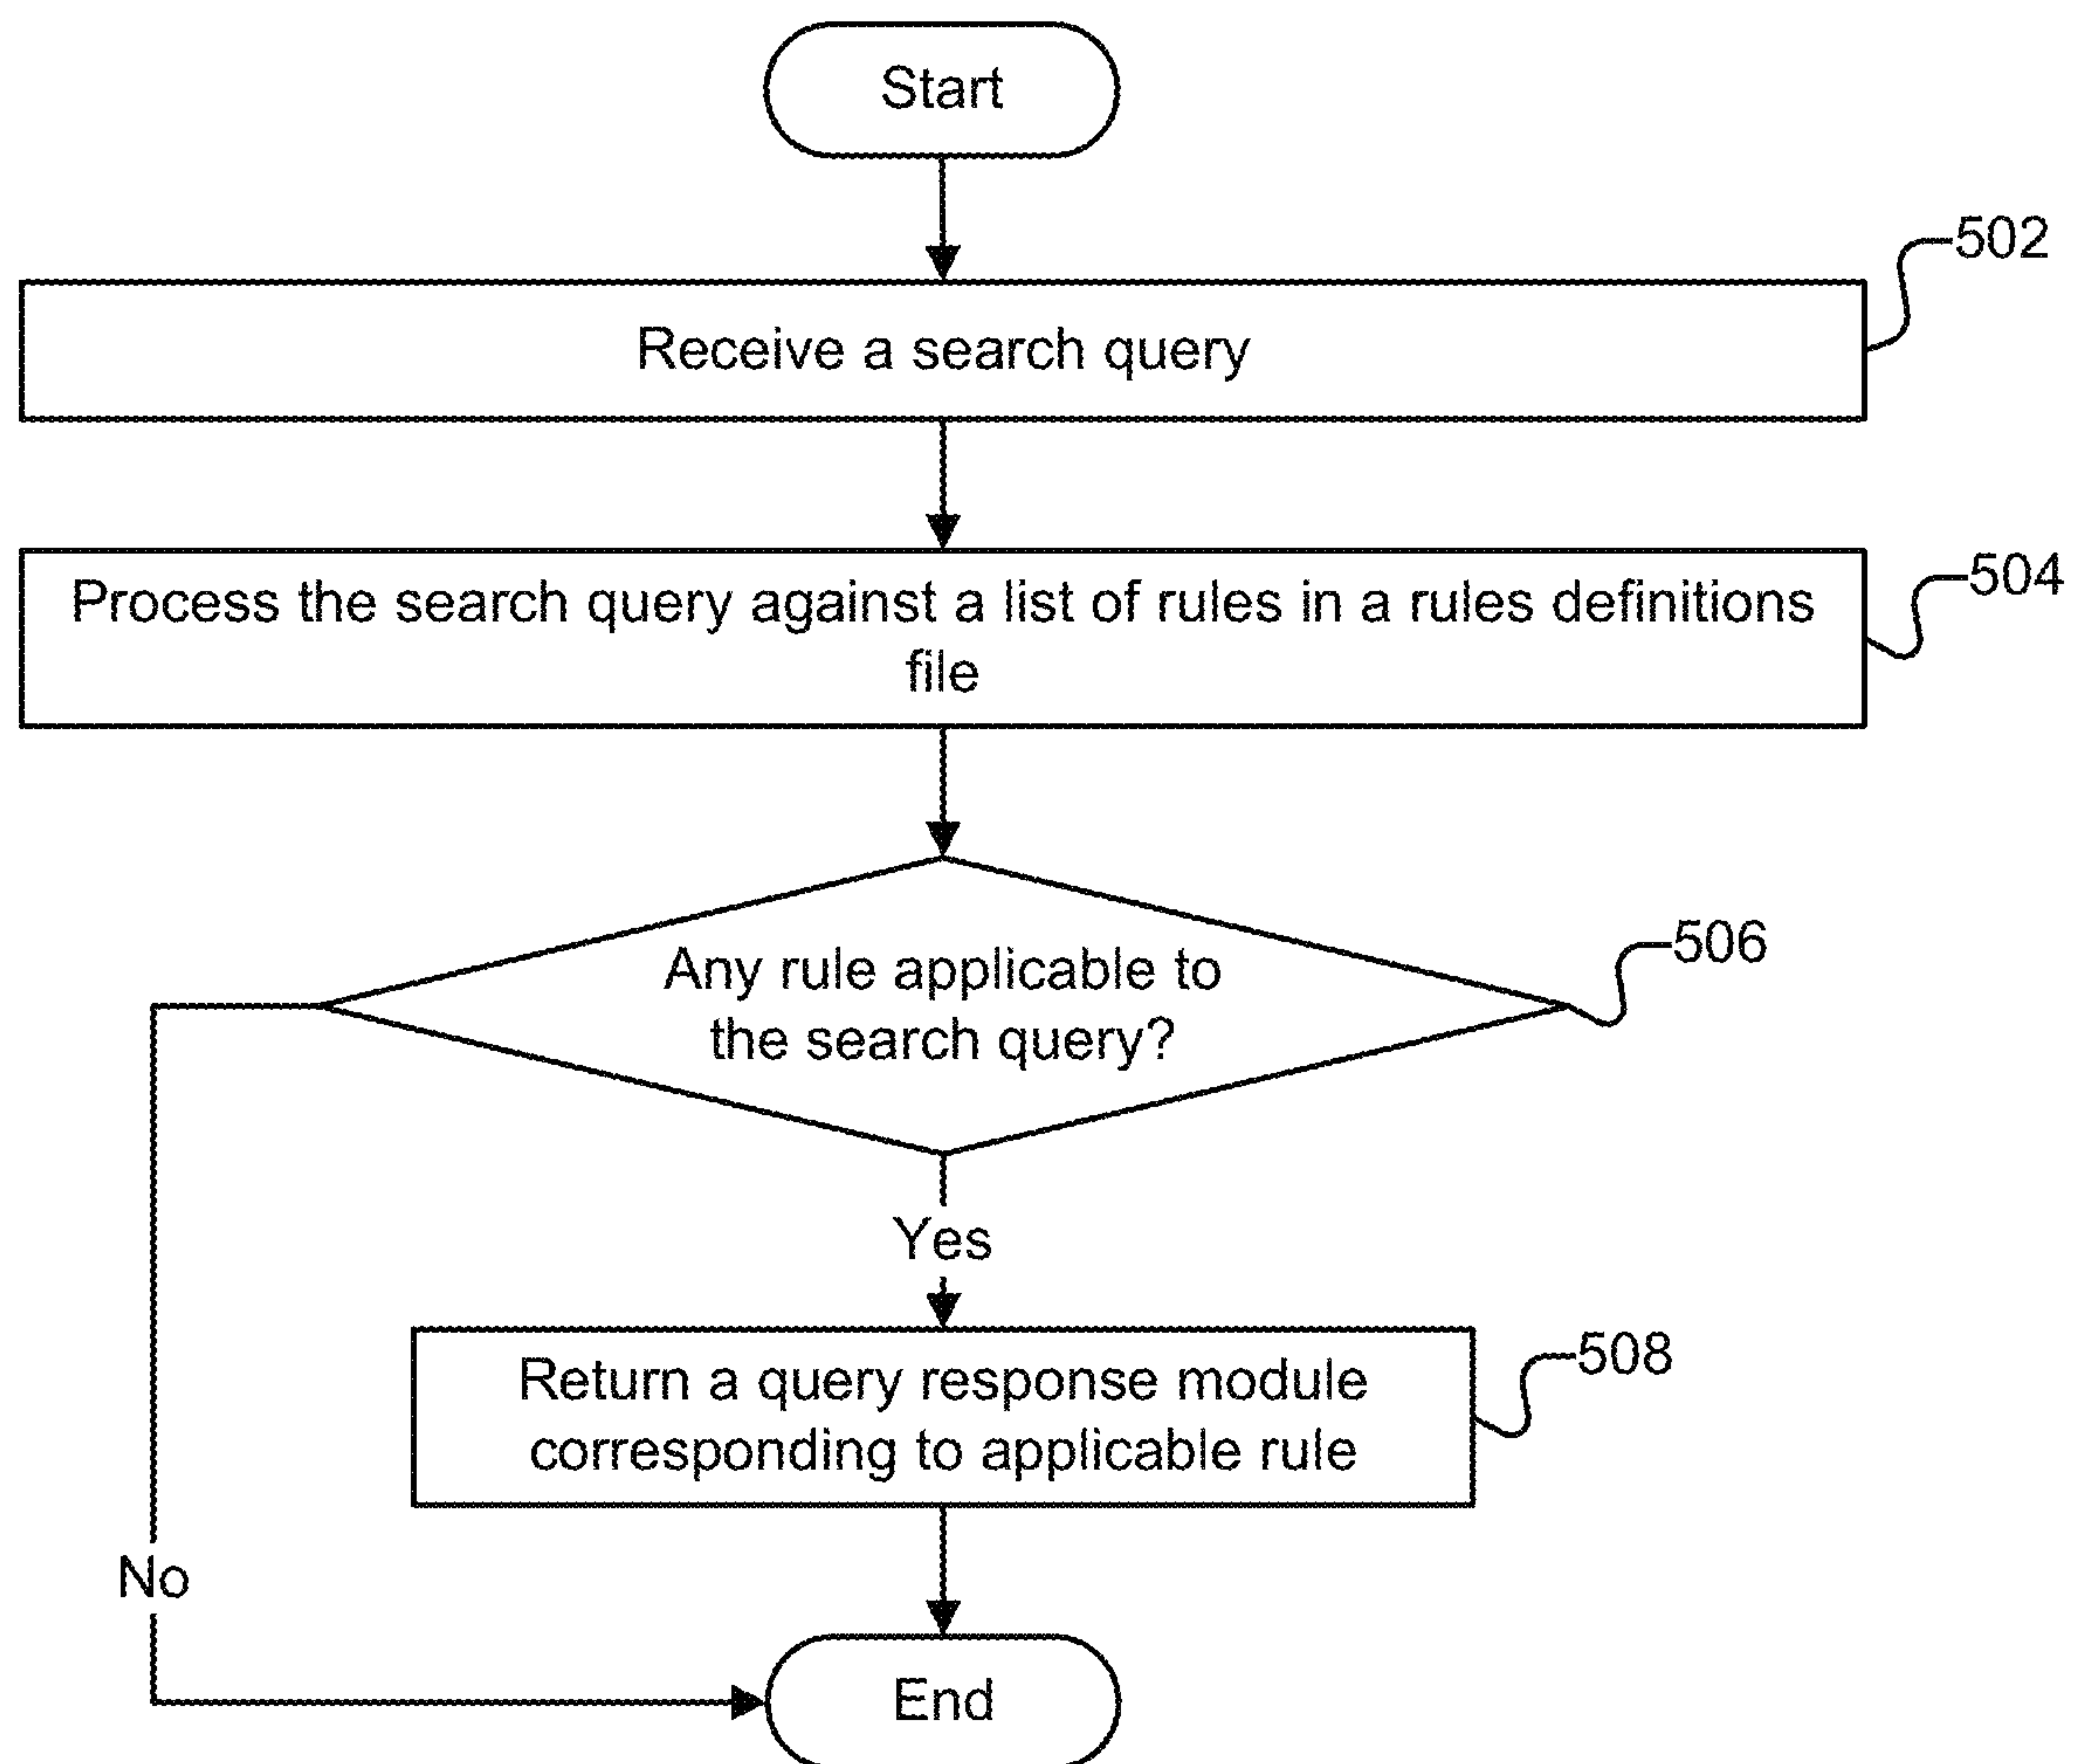 Start
502
Receive a search query
504
Process the search query against a list of rules in a rules definitions
file
506
Any rule applicable to
the search query?
Yes
508
Return a query response module
corresponding to applicable rule
No
End